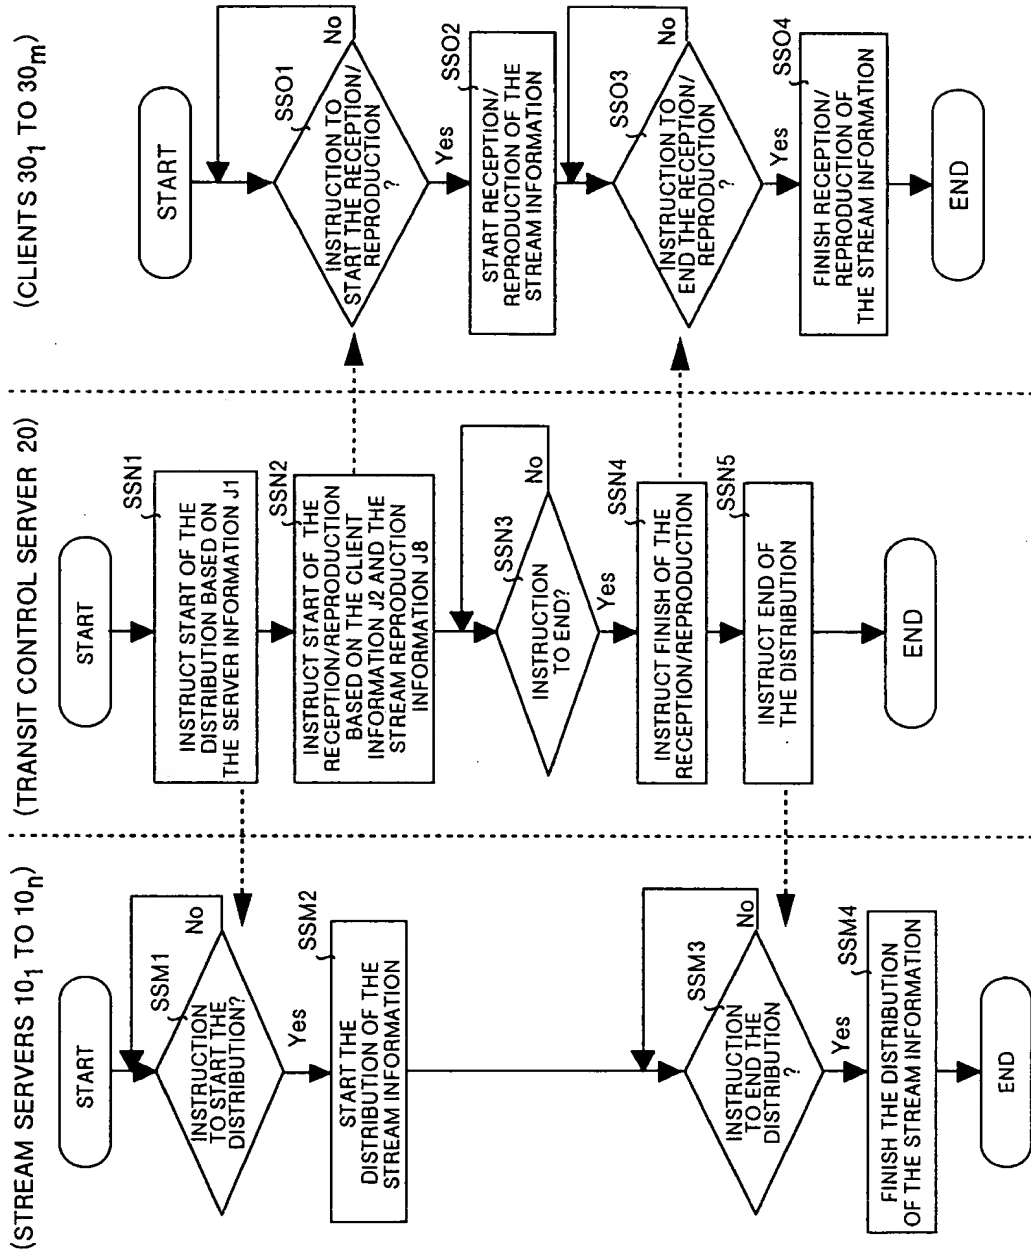 (STREAM SERVERS 10₁ TO 10ₙ)
START
SSM1
INSTRUCTION
TO START THE
DISTRIBUTION?
No
Yes
SSM2
START THE
DISTRIBUTION OF THE
STREAM INFORMATION
SSM3
INSTRUCTION
TO END THE
DISTRIBUTION
?
No
Yes
SSM4
FINISH THE DISTRIBUTION
OF THE STREAM INFORMATION
END
(TRANSIT CONTROL SERVER 20)
START
SSN1
INSTRUCT START OF THE
DISTRIBUTION BASED ON
THE SERVER INFORMATION J1
SSN2
INSTRUCT START OF THE
RECEPTION/REPRODUCTION
BASED ON THE CLIENT
INFORMATION J2 AND THE
STREAM REPRODUCTION
INFORMATION J8
SSN3
INSTRUCTION
TO END?
No
Yes
SSN4
INSTRUCT FINISH OF THE
RECEPTION/REPRODUCTION
SSN5
INSTRUCT END OF
THE DISTRIBUTION
END
(CLIENTS 30₁ TO 30ₘ)
START
SSO1
INSTRUCTION TO
START THE RECEPTION/
REPRODUCTION
?
No
Yes
SSO2
START RECEPTION/
REPRODUCTION OF THE
STREAM INFORMATION
SSO3
INSTRUCTION TO
END THE RECEPTION/
REPRODUCTION
?
No
Yes
SSO4
FINISH RECEPTION/
REPRODUCTION OF
THE STREAM INFORMATION
END